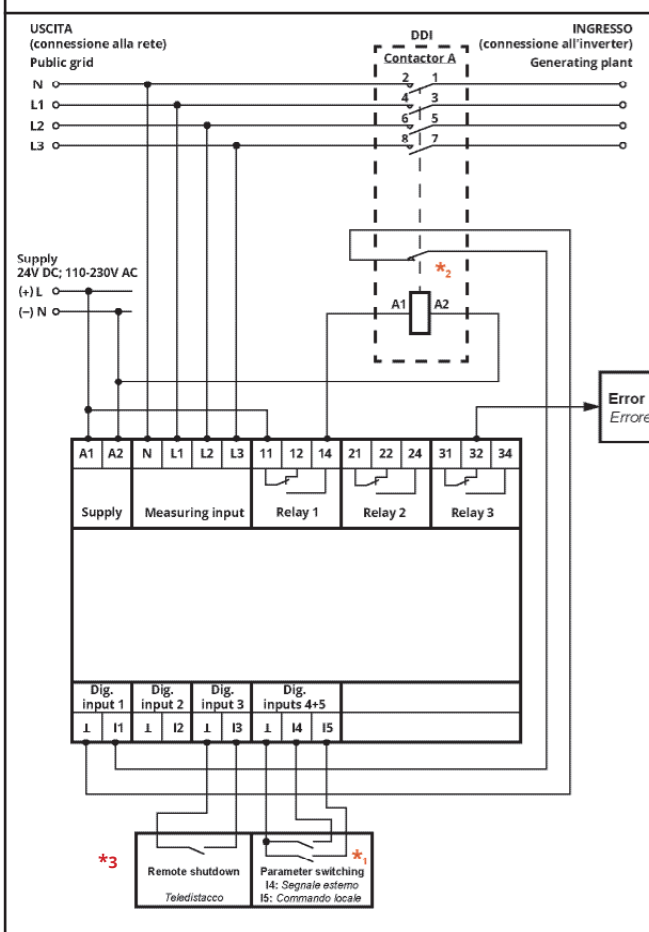 USCITA
(connessione alla rete)
Public grid
INGRESSO
(connessione all'inverter)
Generating plant
DDI
Contactor A
N
2 1
L1
4 3
L2
6 5
L3
8 7
Supply
24V DC; 110-230V AC
(+) L
(−) N
*2
A1 A2
Error
Errore
A1 A2 N L1 L2 L3 11 12 14 21 22 24 31 32 34
Supply Measuring input Relay 1 Relay 2 Relay 3
Dig. input 1
Dig. input 2
Dig. input 3
Dig. inputs 4+5
⊥ I1 ⊥ I2 ⊥ I3 ⊥ I4 I5
*3
Remote shutdown
Teledistacco
*1
Parameter switching
I4: Segnale esterno
I5: Commando locale